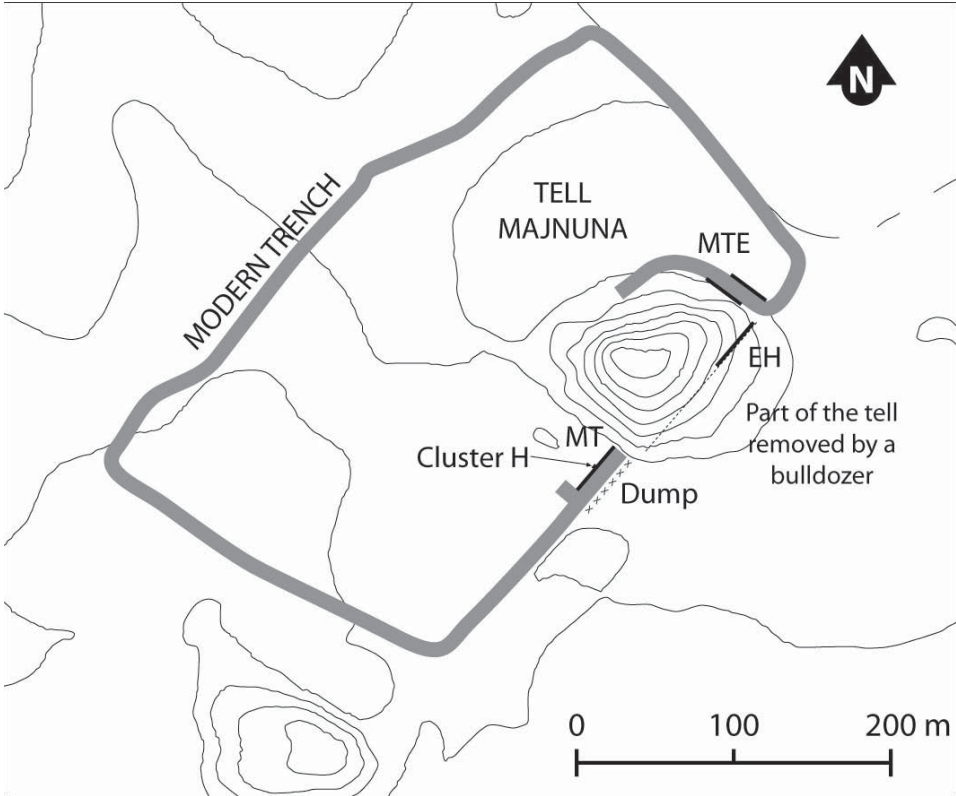 N
TELL
MAJNUNA
MODERN TRENCH
MTE
EH
Part of the tell
removed by a
bulldozer
MT
Cluster H
Dump
0 100 200 m